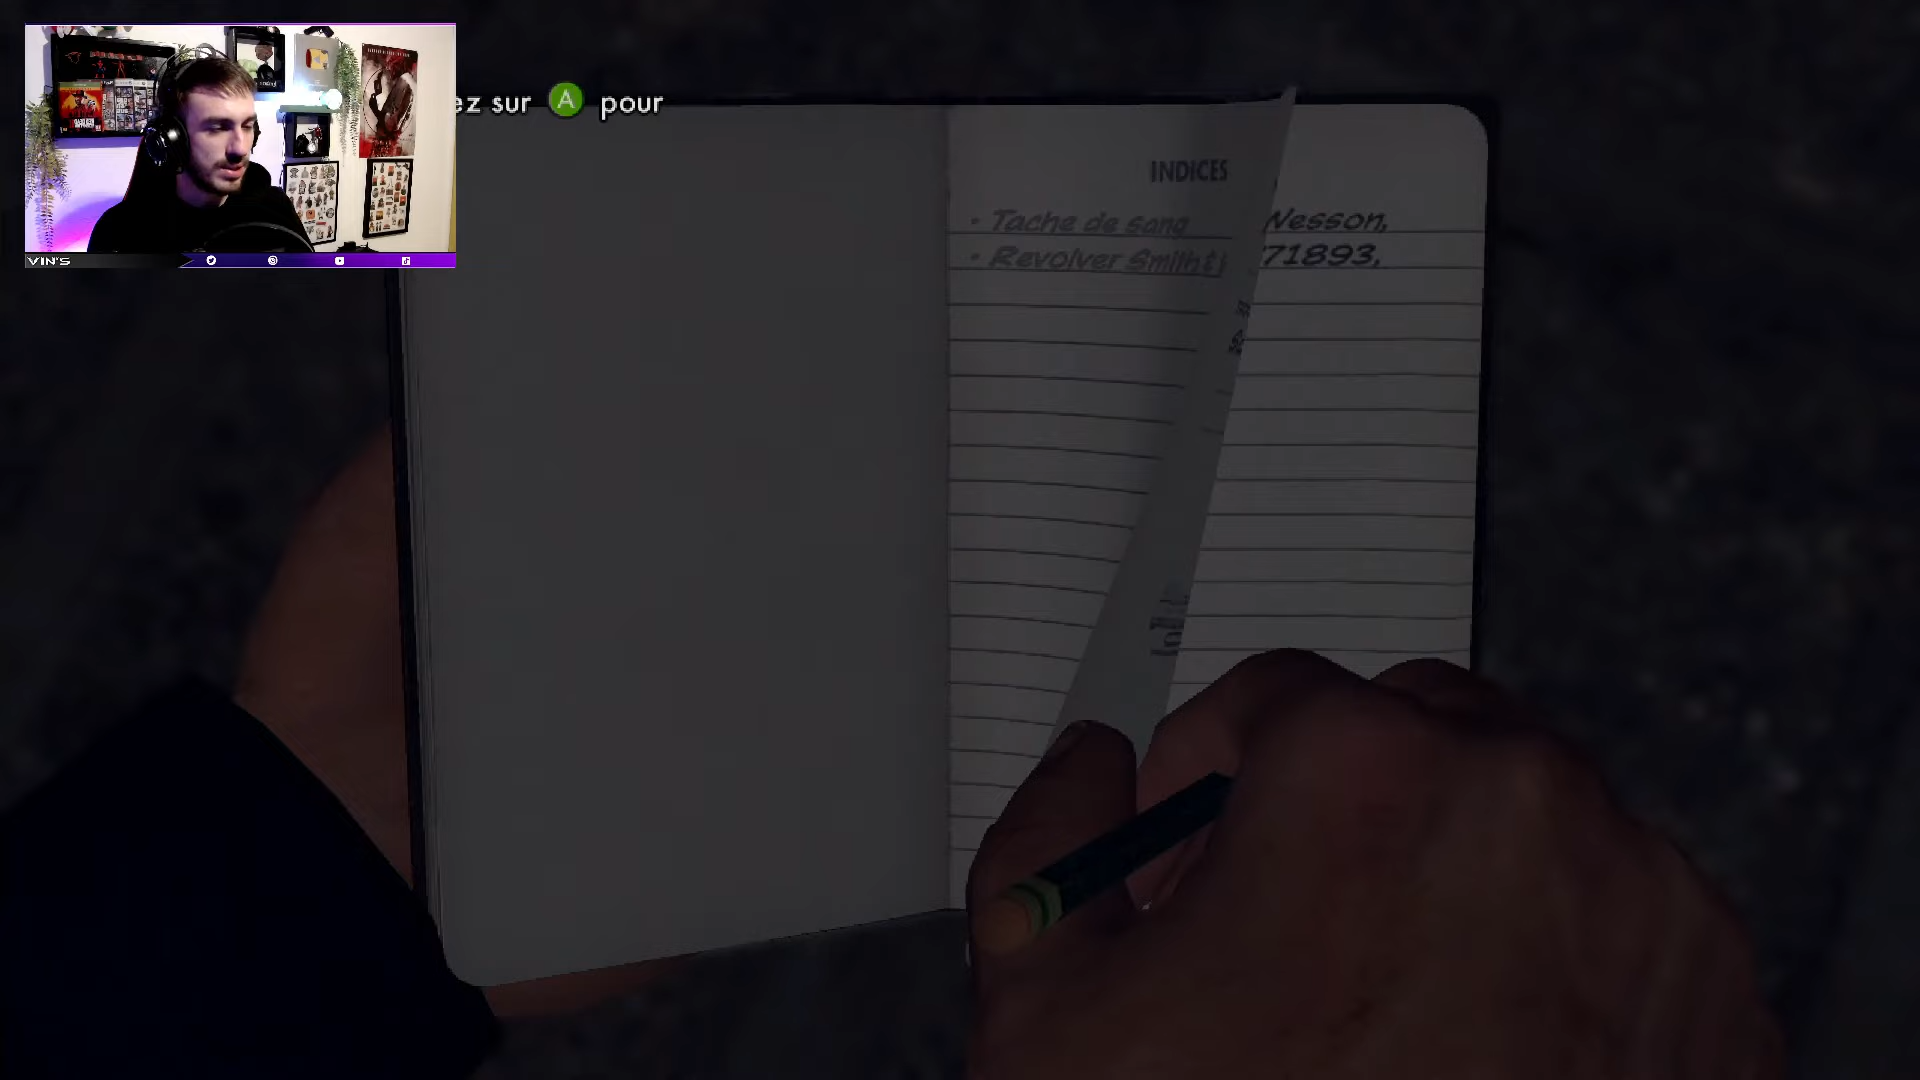 ez sur A pour
INDICES
• Tache de sang
Wesson,
• Revolver Smith &
71893,
VIN'S